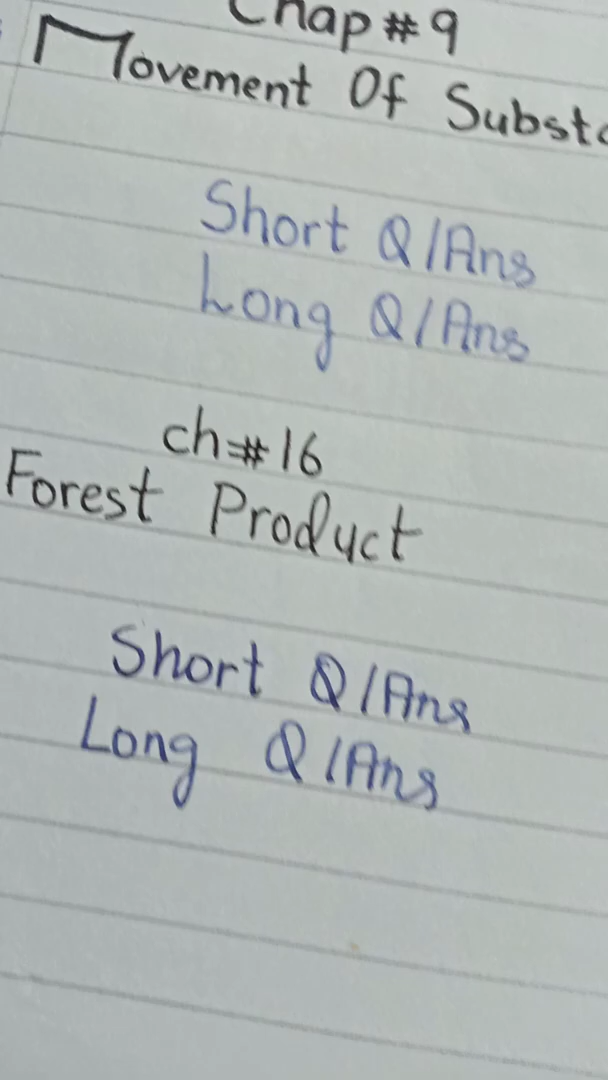 Chap # 9
Movement Of
Short Q/Ans
Long Q/Ans
ch # 16
Forest Product
Short Q/Ans
Long Q/Ans